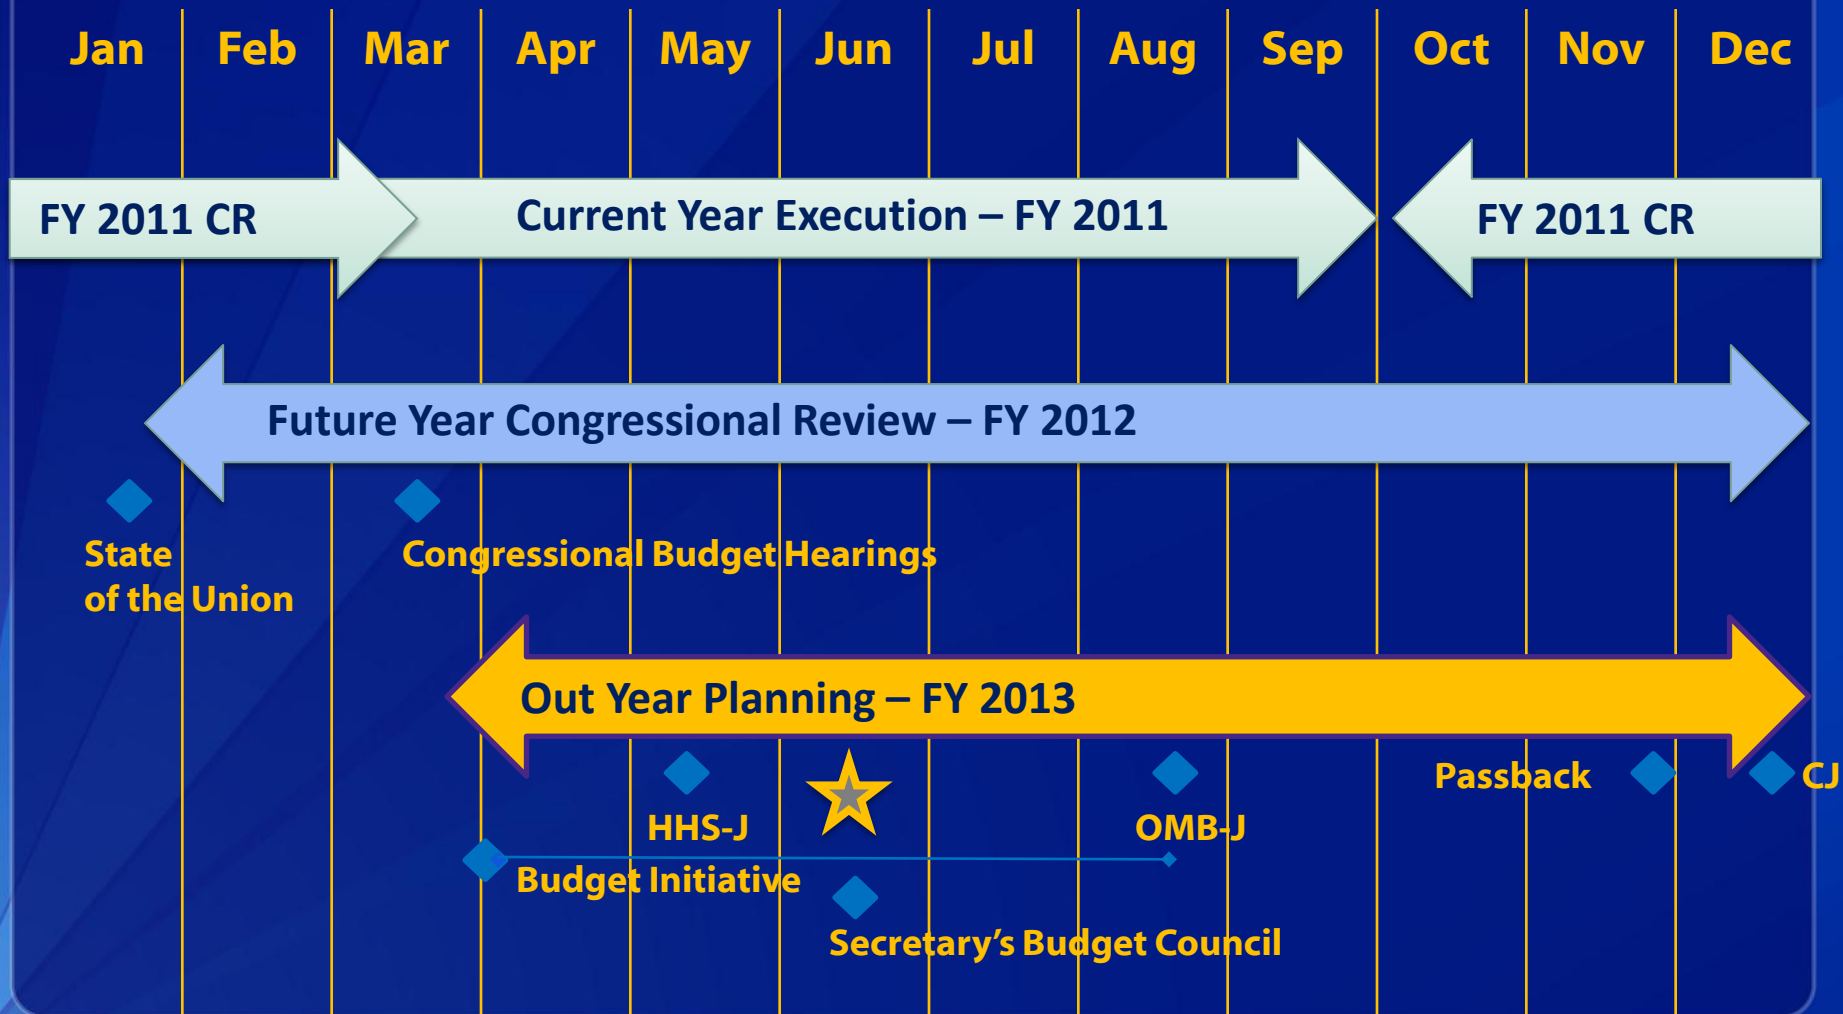 Jan Feb Mar Apr May Jun Jul Aug Sep Oct Nov Dec
FY 2011 CR
Current Year Execution – FY 2011
FY 2011 CR
Future Year Congressional Review – FY 2012
State
of the Union
Congressional Budget Hearings
Out Year Planning – FY 2013
Passback
CJ
HHS-J
OMB-J
Budget Initiative
Secretary’s Budget Council